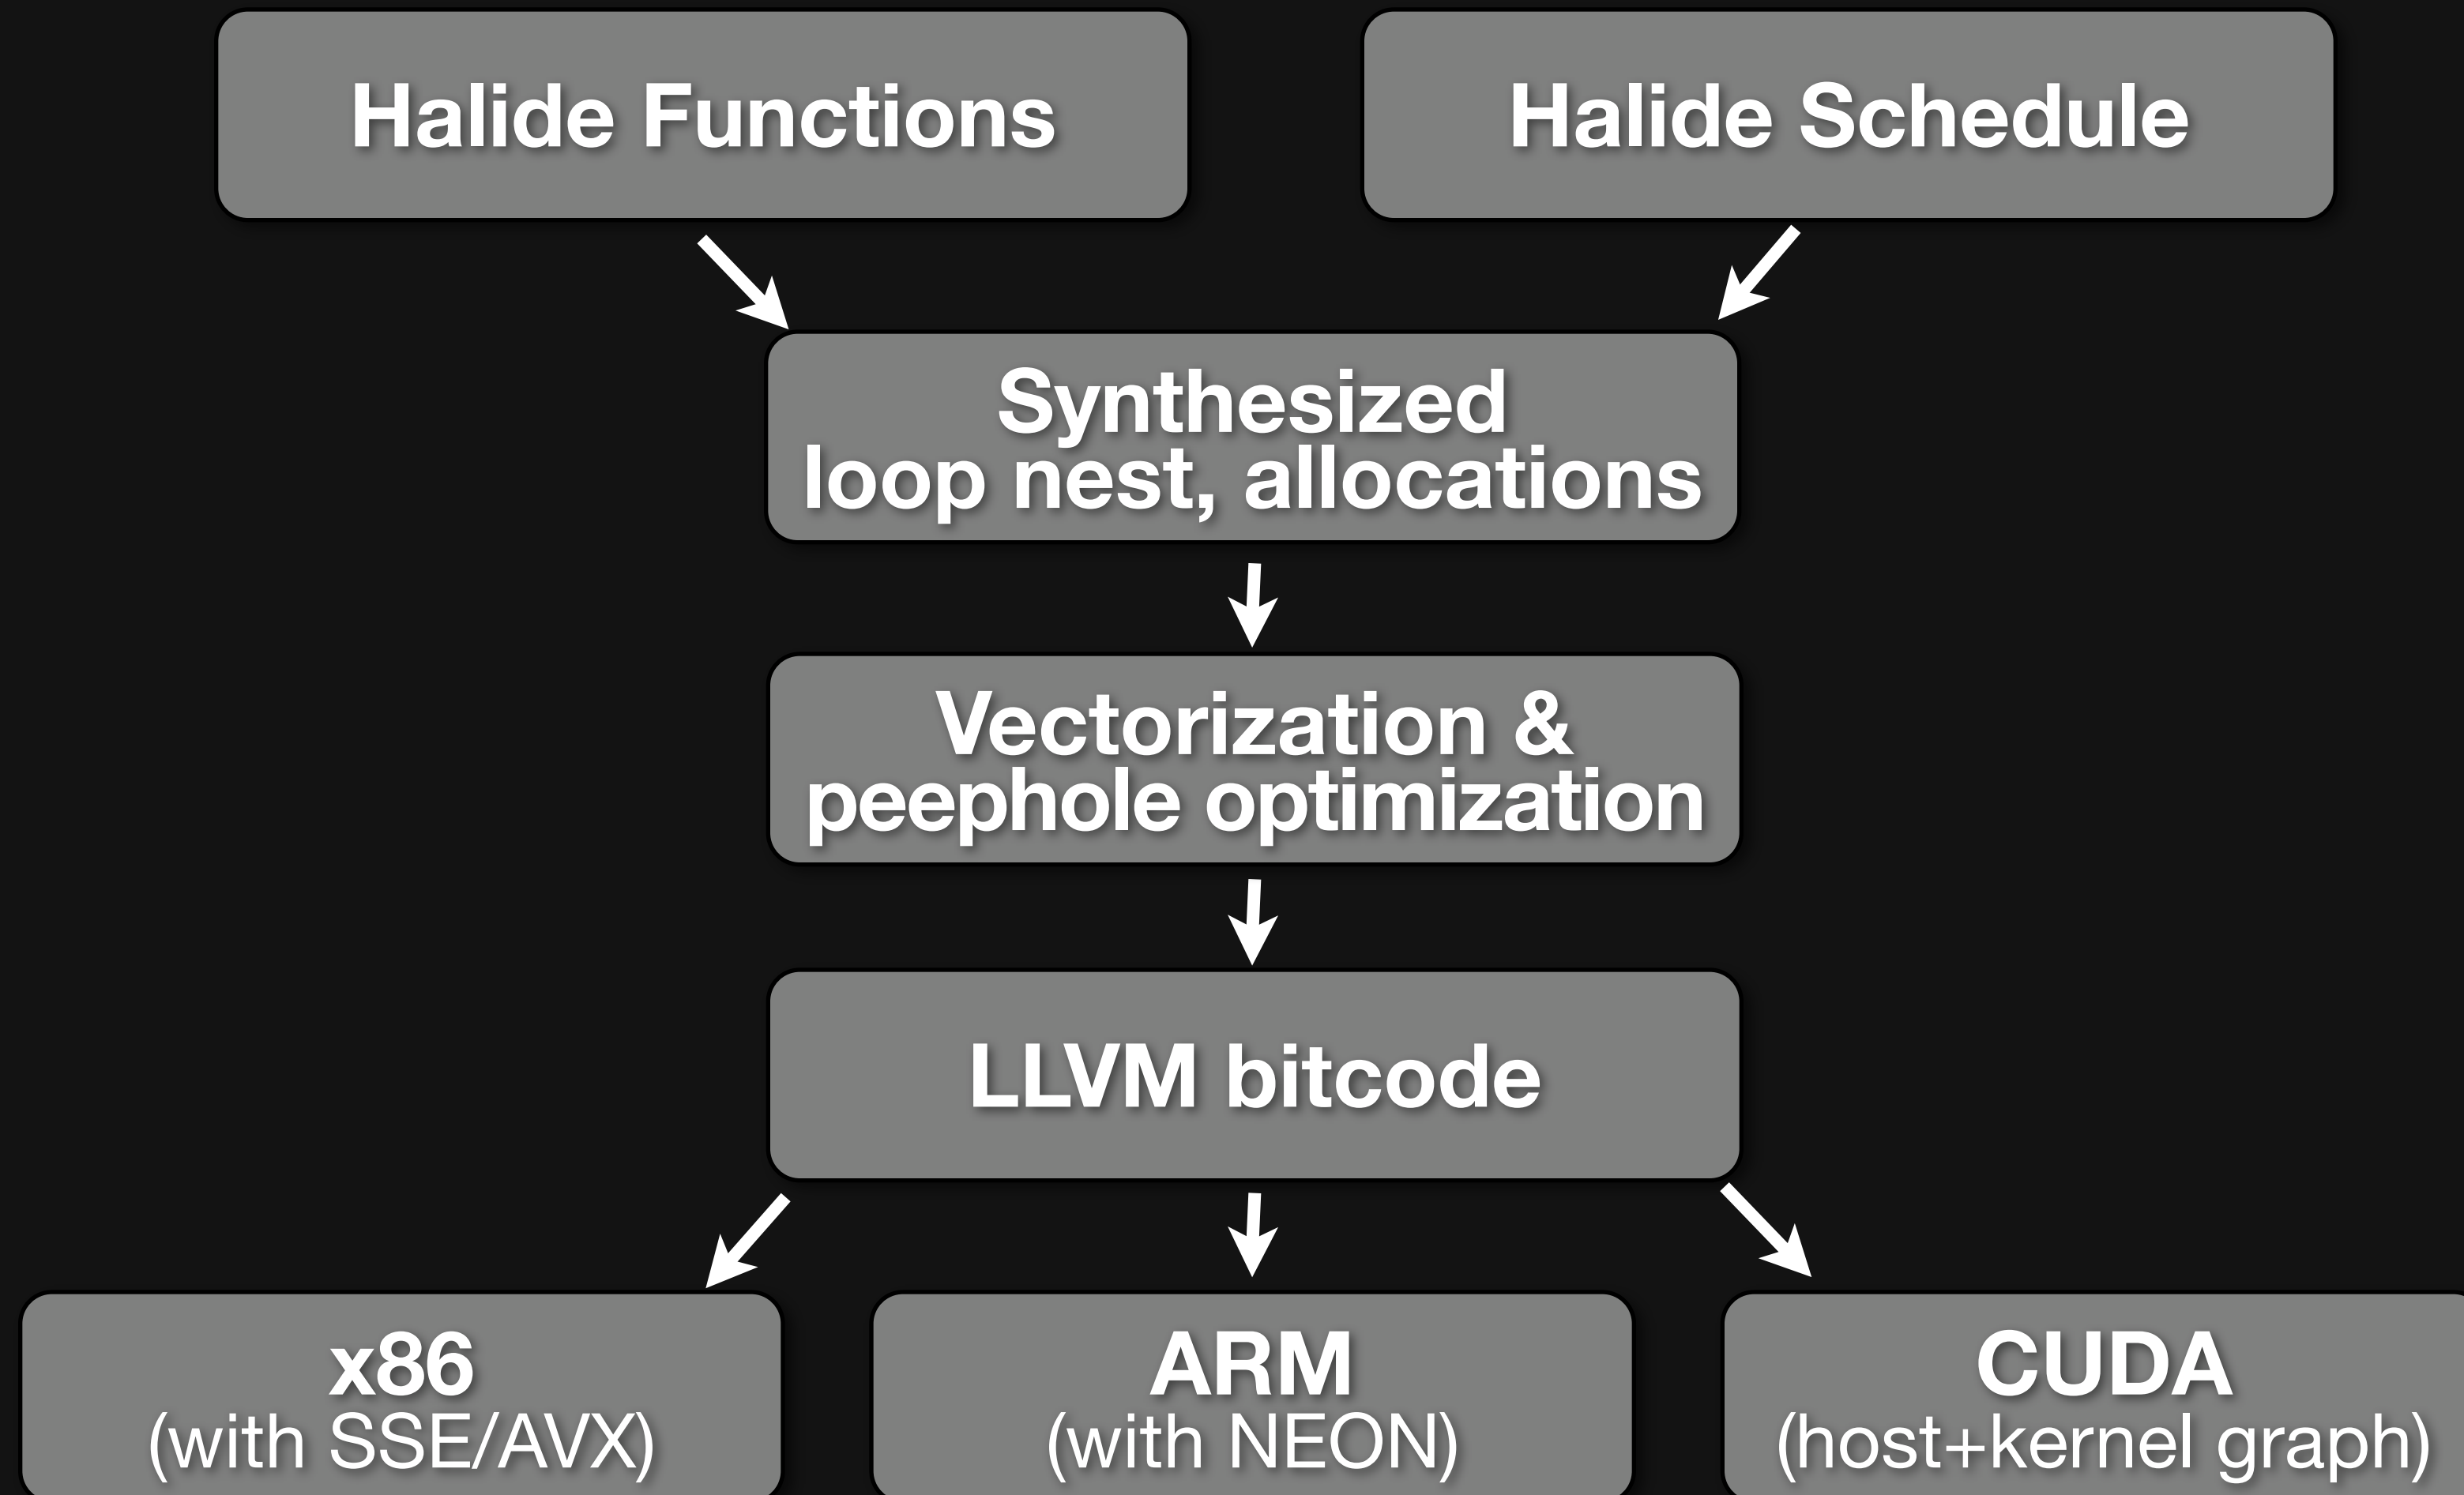 Halide Functions
Halide Schedule
Synthesized
loop nest, allocations
Vectorization &
peephole optimization
LLVM bitcode
x86
(with SSE/AVX)
ARM
(with NEON)
CUDA
(host+kernel graph)